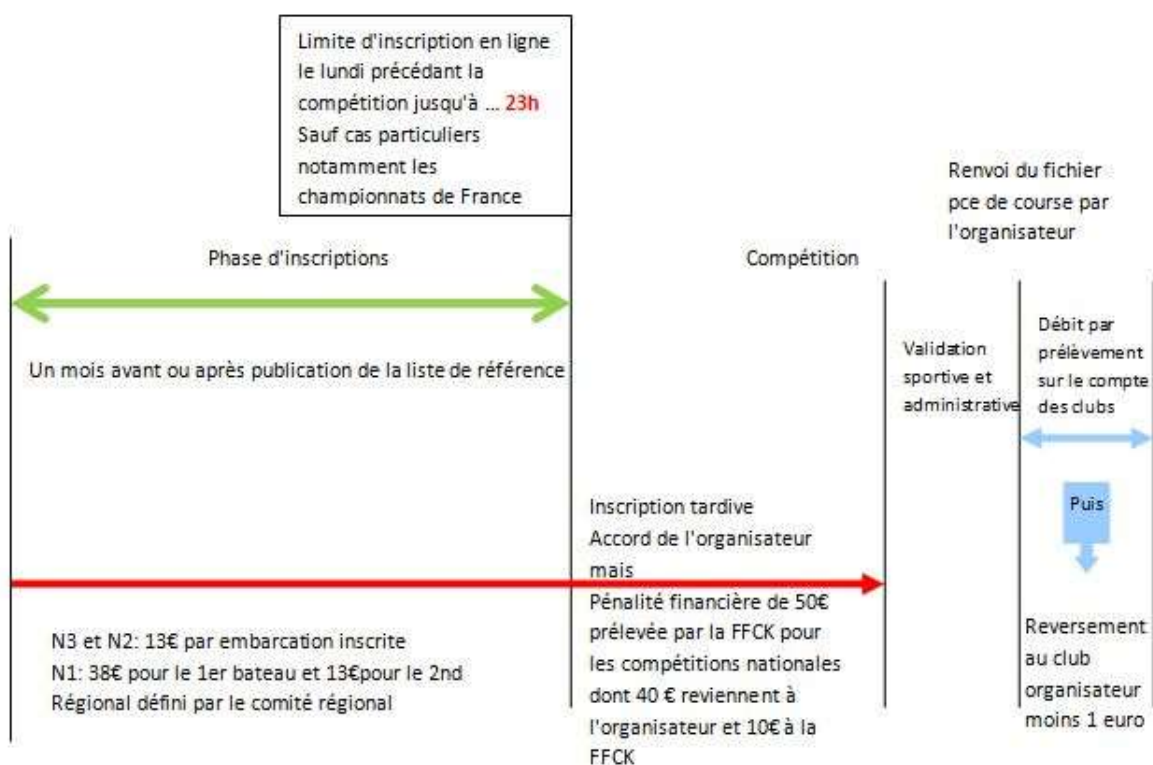 Limite d'inscription en ligne
le lundi précédant la
compétition jusqu'à ... 23h
Sauf cas particuliers
notamment les
championnats de France
Renvoi du fichier
pce de course par
l'organisateur
Phase d'inscriptions
Compétition
Un mois avant ou après publication de la liste de référence
Validation
sportive et
administrative
Débit par
prélèvement
sur le compte
des clubs
Puis
Inscription tardive
Accord de l'organisateur
mais
Pénalité financière de 50€
prélevée par la FFCK pour
les compétitions nationales
dont 40 € reviennent à
l'organisateur et 10€ à la
FFCK
N3 et N2: 13€ par embarcation inscrite
N1: 38€ pour le 1er bateau et 13€pour le 2nd
Régional défini par le comité régional
Reversement
au club
organisateur
moins 1 euro